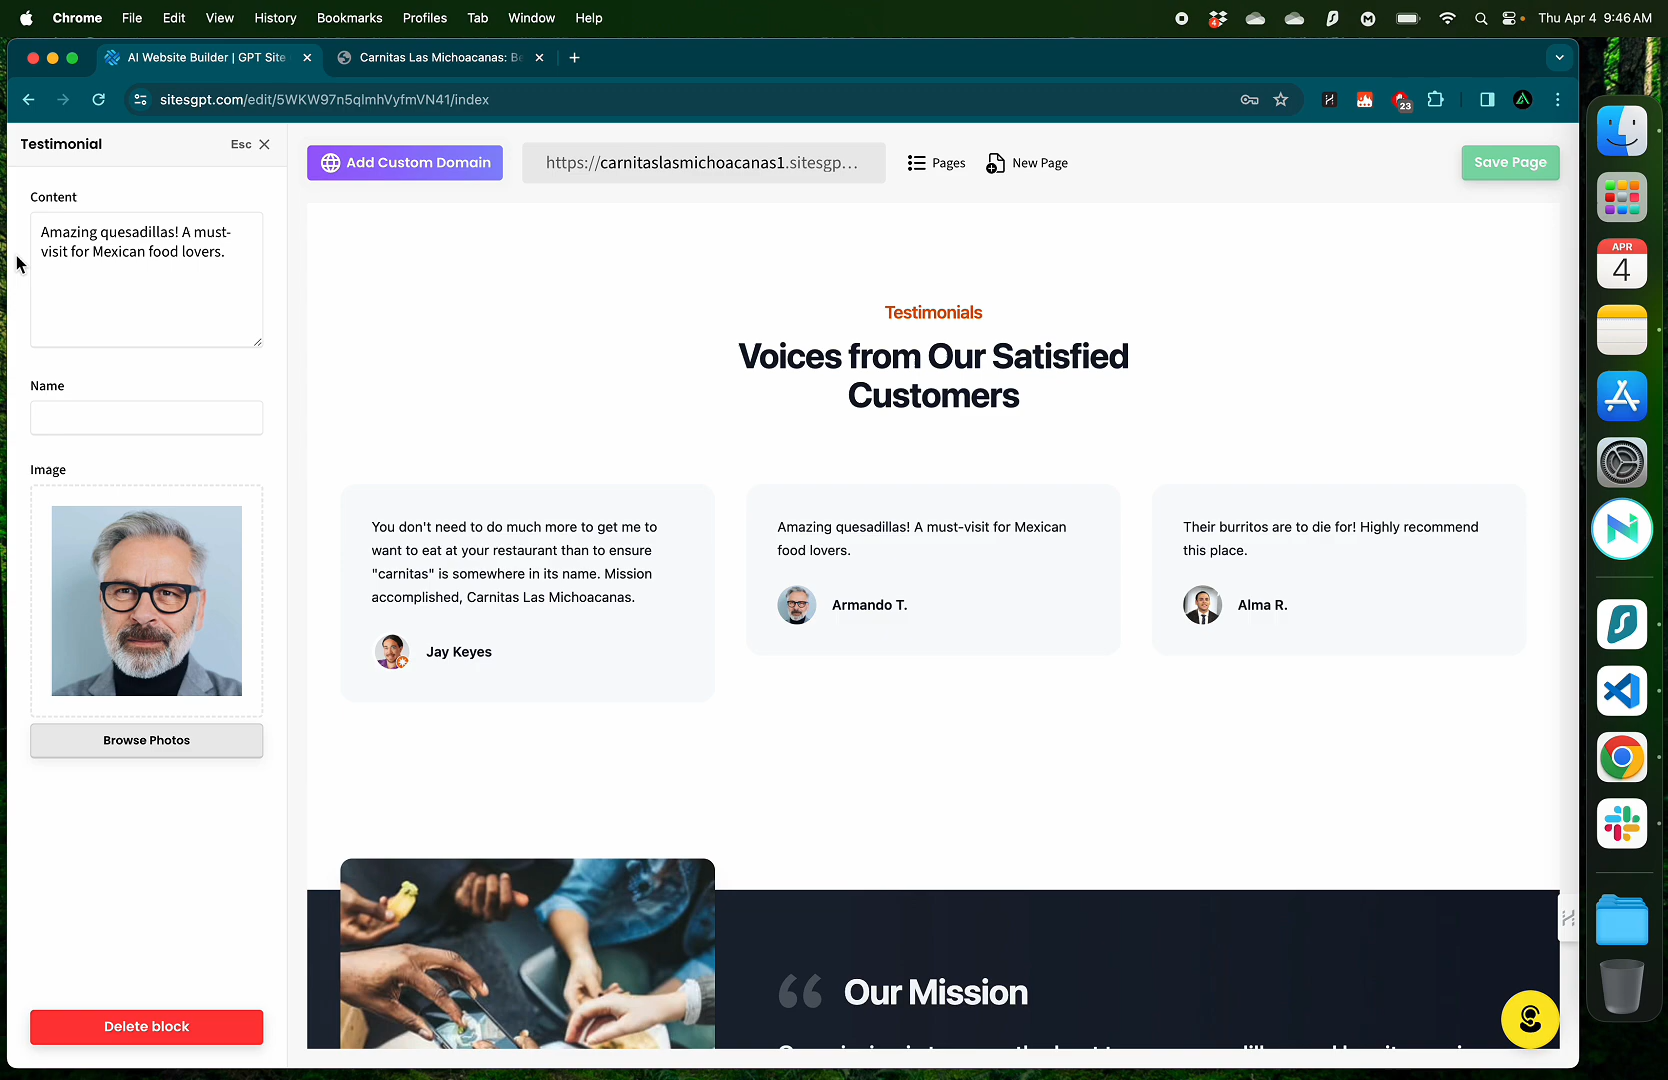 Chrome File Edit View History Bookmarks Profiles Tab Window Help
4
Thu Apr 4 9:46 AM
AI Website Builder | GPT Site
Carnitas Las Michoacanas: Be
sitesgpt.com/edit/5WKW97n5qlmhVyfmVN41/index
23
Testimonial
Esc
Content
Amazing quesadillas! A must-
visit for Mexican food lovers.
Name
Image
Browse Photos
Delete block
Add Custom Domain
https://carnitaslasmichoacanas1.sitesgp...
Pages
New Page
Save Page
Testimonials
Voices from Our Satisfied
Customers
You don't need to do much more to get me to
want to eat at your restaurant than to ensure
"carnitas" is somewhere in its name. Mission
accomplished, Carnitas Las Michoacanas.
Jay Keyes
Amazing quesadillas! A must-visit for Mexican
food lovers.
Armando T.
Their burritos are to die for! Highly recommend
this place.
Alma R.
Our Mission
APR
4